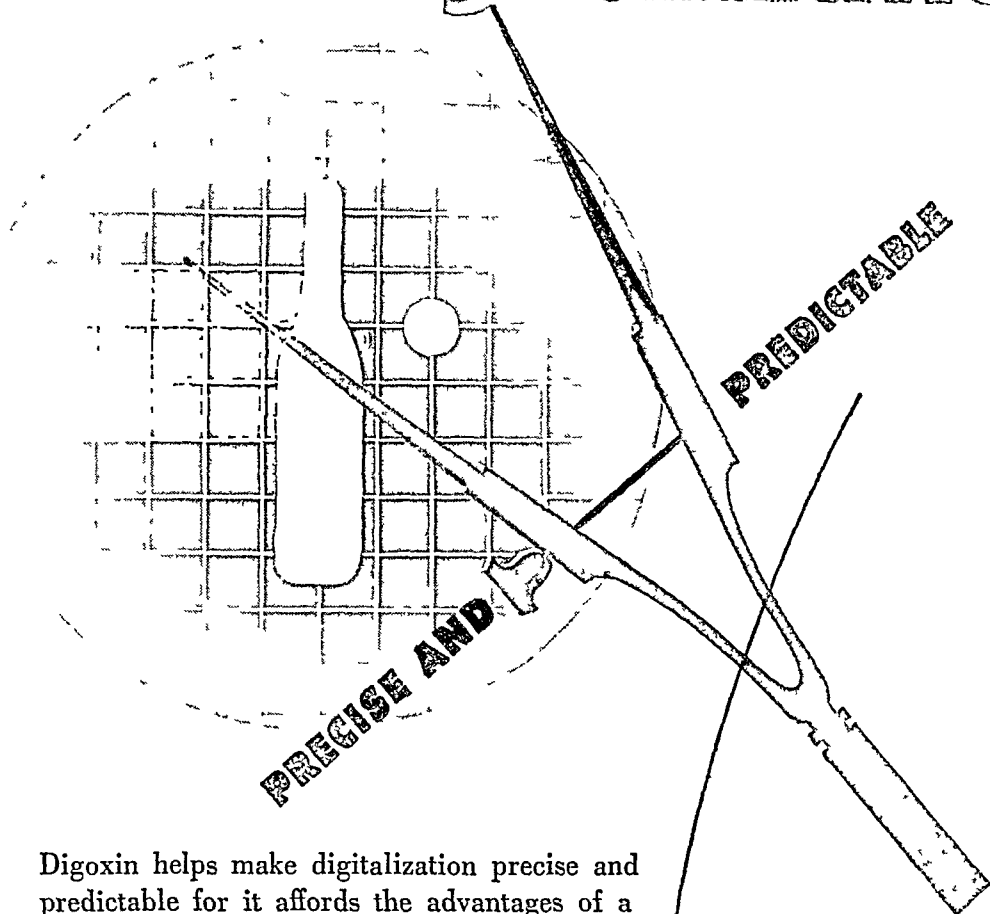 PREDICTABLE
PRECISE AND
Digoxin helps make digitalization precise and
predictable for it affords the advantages of a